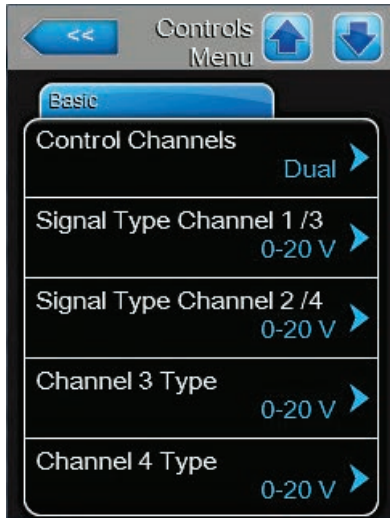 <<
Controls
Menu
Basic
Control Channels
Dual
Signal Type Channel 1 /3
0-20 V
Signal Type Channel 2 /4
0-20 V
Channel 3 Type
0-20 V
Channel 4 Type
0-20 V